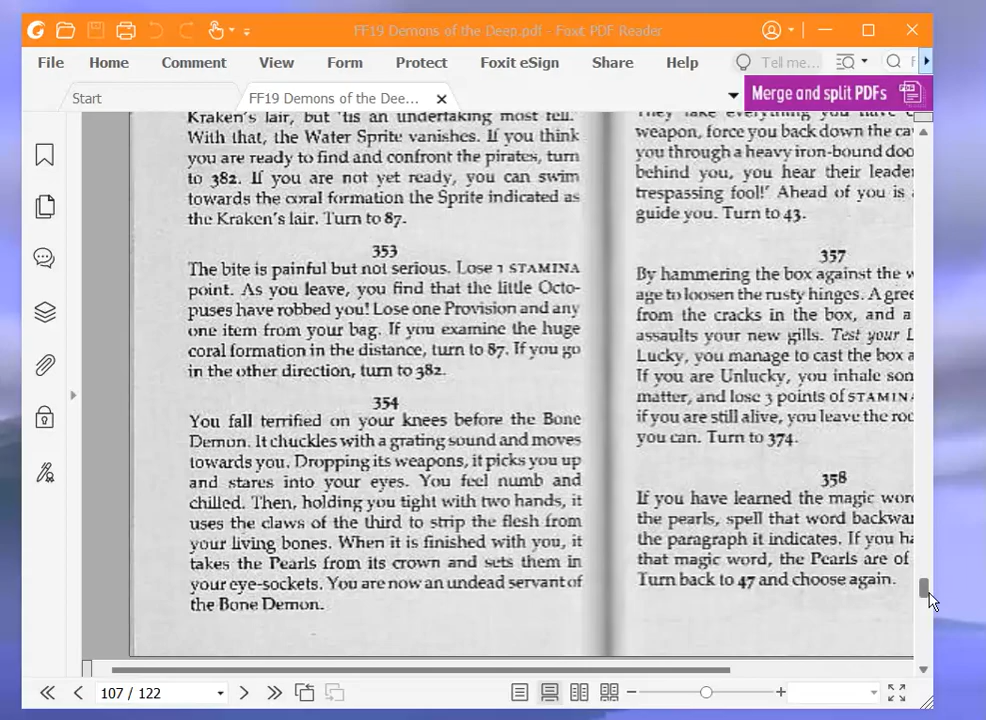 FF19 Demons of the Deep.pdf - Foxit PDF Reader
File Home Comment View Form Protect Foxit eSign Share Help Tell me... F
Start FF19 Demons of the Dee... Merge and split PDFs
Kraken's lair, but 'tis an undertaking most fell.'
With that, the Water Sprite vanishes. If you think
you are ready to find and confront the pirates, turn
to 382. If you are not yet ready, you can swim
towards the coral formation the Sprite indicated as
the Kraken's lair. Turn to 87.
353
The bite is painful but not serious. Lose 1 STAMINA
point. As you leave, you find that the little Octo-
puses have robbed you! Lose one Provision and any
one item from your bag. If you examine the huge
coral formation in the distance, turn to 87. If you go
in the other direction, turn to 382.
354
You fall terrified on your knees before the Bone
Demon. It chuckles with a grating sound and moves
towards you. Dropping its weapons, it picks you up
and stares into your eyes. You feel numb and
chilled. Then, holding you tight with two hands, it
uses the claws of the third to strip the flesh from
your living bones. When it is finished with you, it
takes the Pearls from its crown and sets them in
your eye-sockets. You are now an undead servant of
the Bone Demon.
They take everything you have
weapon, force you back down the ca
you through a heavy iron-bound doo
behind you, you hear their leader
trespassing fool!' Ahead of you is
guide you. Turn to 43.
357
By hammering the box against the w
age to loosen the rusty hinges. A gree
from the cracks in the box, and a
assaults your new gills. Test your L
Lucky, you manage to cast the box a
If you are Unlucky, you inhale som
matter, and lose 3 points of STAMINA
if you are still alive, you leave the roo
you can. Turn to 374.
358
If you have learned the magic wor
the pearls, spell that word backwar
the paragraph it indicates. If you ha
that magic word, the Pearls are of
Turn back to 47 and choose again.
107 / 122